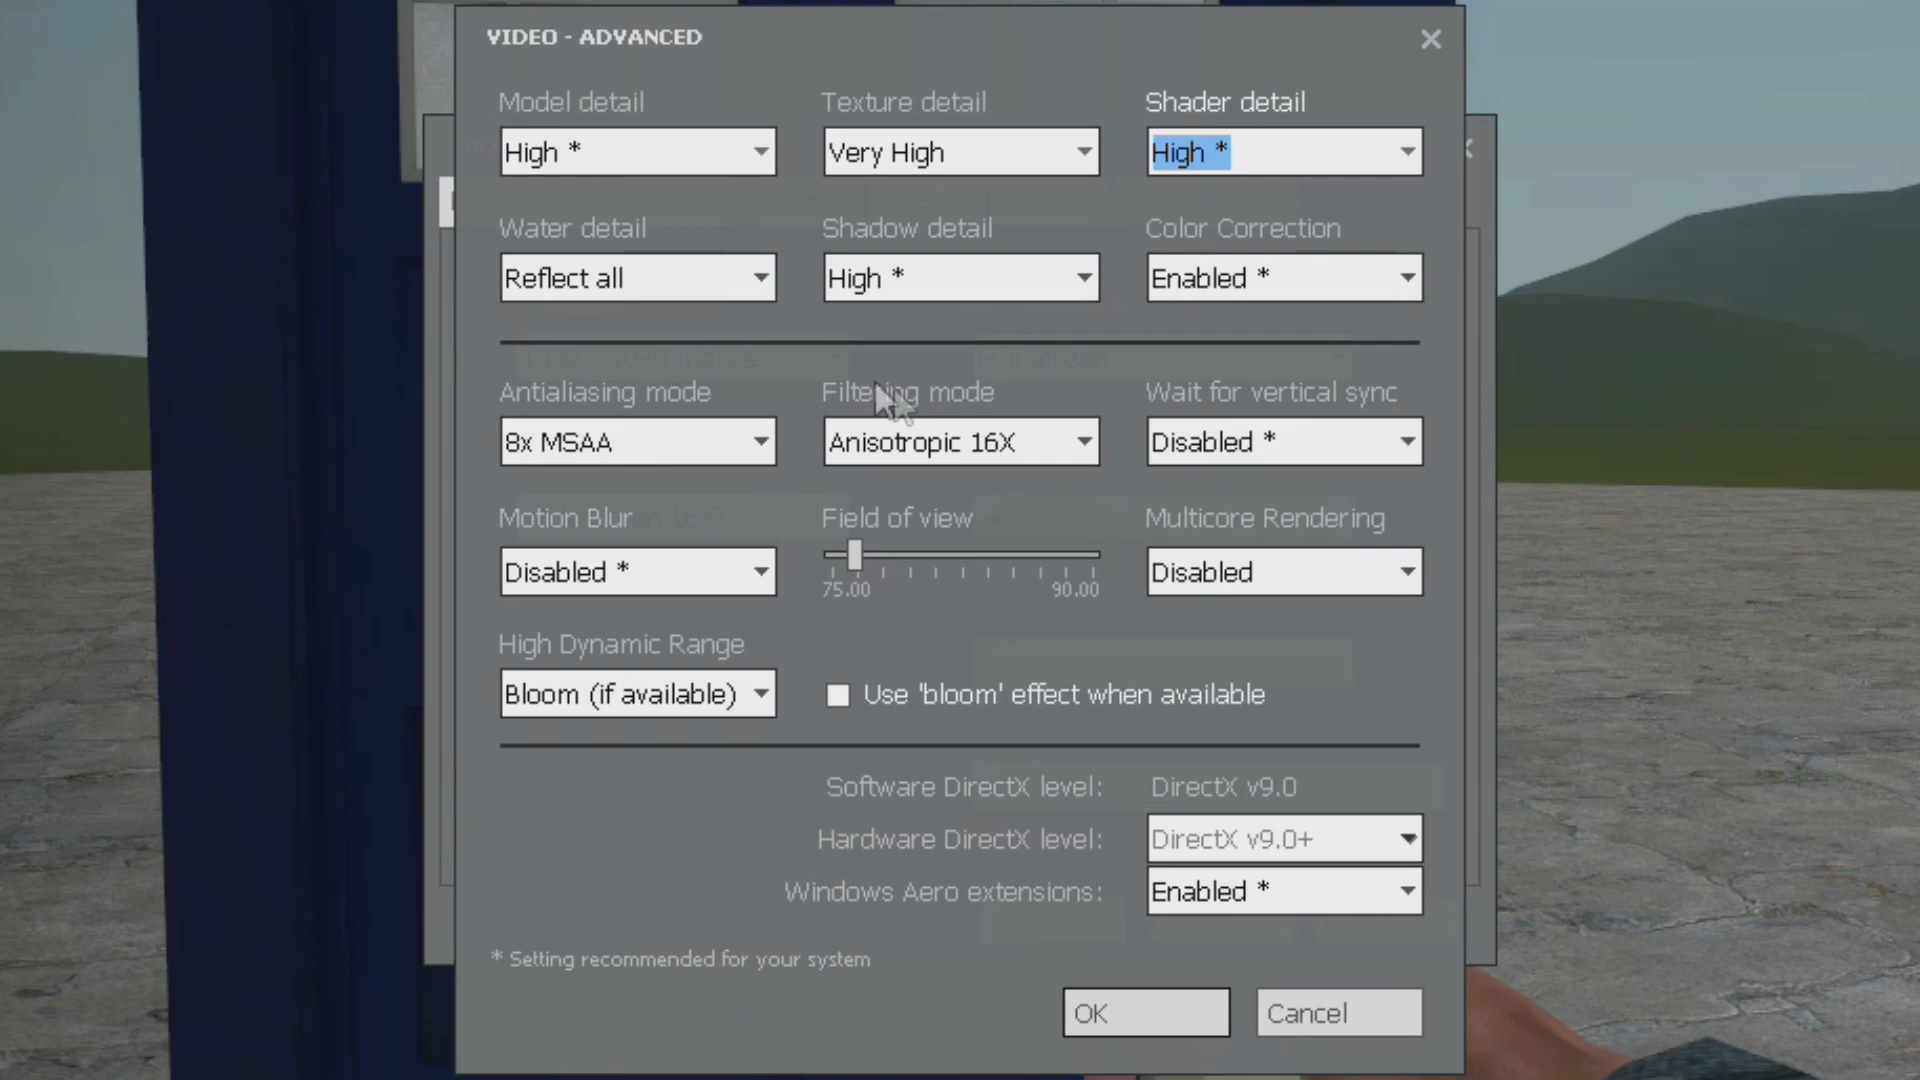 VIDEO - ADVANCED
Model detail
Texture detail
Shader detail
High *
Very High
High *
Water detail
Shadow detail
Color Correction
Reflect all
High *
Enabled *
Full screen
Antialiasing mode
Filtering mode
Wait for vertical sync
8x MSAA
Anisotropic 16X
Disabled *
Motion Blur
Field of view
Multicore Rendering
Disabled *
75.00
90.00
Disabled
High Dynamic Range
Bloom (if available)
Use 'bloom' effect when available
Software DirectX level:
DirectX v9.0
Hardware DirectX level:
DirectX v9.0+
Windows Aero extensions:
Enabled *
* Setting recommended for your system
OK
Cancel